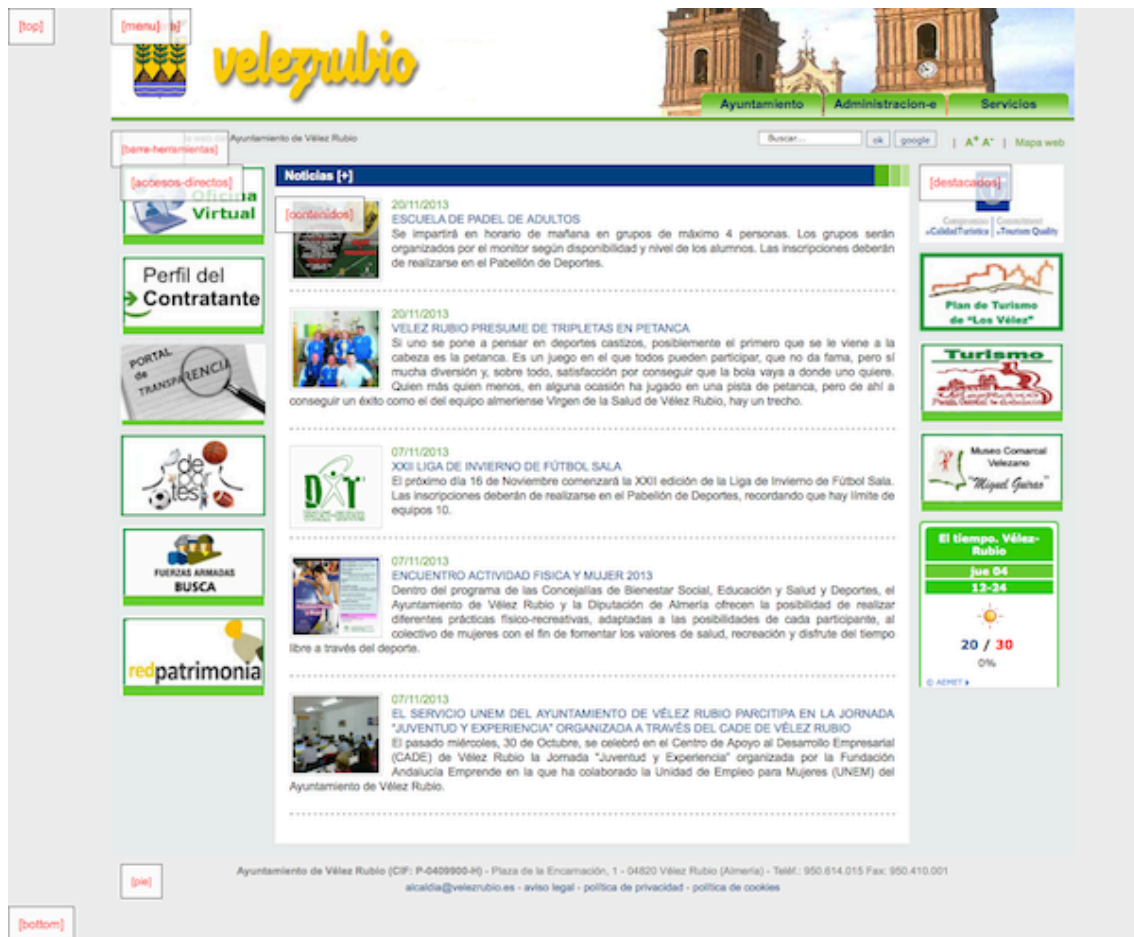 [top]
[menu]
velezrubio
Ayuntamiento
Administracion-e
Servicios
Ayuntamiento de Vélez Rubio
Buscar...
ok
google
| A+ A- | Mapa web
[barra-herramientas]
[accesos-directos]
Oficina
Virtual
Perfil del
Contratante
PORTAL
de
TRANSPARENCIA
de
por
tes
FUERZAS ARMADAS
BUSCA
redpatrimonia
Noticias [+]
[contenidos]
20/11/2013
ESCUELA DE PADEL DE ADULTOS
Se impartirá en horario de mañana en grupos de máximo 4 personas. Los grupos serán
organizados por el monitor según disponibilidad y nivel de los alumnos. Las inscripciones deberán
de realizarse en el Pabellón de Deportes.
20/11/2013
VELEZ RUBIO PRESUME DE TRIPLETAS EN PETANCA
Si uno se pone a pensar en deportes castizos, posiblemente el primero que se le viene a la
cabeza es la petanca. Es un juego en el que todos pueden participar, que no da fama, pero sí
mucha diversión y, sobre todo, satisfacción por conseguir que la bola vaya a donde uno quiere.
Quien más quien menos, en alguna ocasión ha jugado en una pista de petanca, pero de ahí a
conseguir un éxito como el del equipo almeriense Virgen de la Salud de Vélez Rubio, hay un trecho.
07/11/2013
XXII LIGA DE INVIERNO DE FÚTBOL SALA
El próximo día 16 de Noviembre comenzará la XXII edición de la Liga de Invierno de Fútbol Sala.
Las inscripciones deberán de realizarse en el Pabellón de Deportes, recordando que hay límite de
equipos 10.
07/11/2013
ENCUENTRO ACTIVIDAD FISICA Y MUJER 2013
Dentro del programa de las Concejalías de Bienestar Social, Educación y Salud y Deportes, el
Ayuntamiento de Vélez Rubio y la Diputación de Almería ofrecen la posibilidad de realizar
diferentes prácticas físico-recreativas, adaptadas a las posibilidades de cada participante, al
colectivo de mujeres con el fin de fomentar los valores de salud, recreación y disfrute del tiempo
libre a través del deporte.
07/11/2013
EL SERVICIO UNEM DEL AYUNTAMIENTO DE VÉLEZ RUBIO PARCITIPA EN LA JORNADA
"JUVENTUD Y EXPERIENCIA" ORGANIZADA A TRAVÉS DEL CADE DE VÉLEZ RUBIO
El pasado miércoles, 30 de Octubre, se celebró en el Centro de Apoyo al Desarrollo Empresarial
(CADE) de Vélez Rubio la Jornada "Juventud y Experiencia" organizada por la Fundación
Andalucía Emprende en la que ha colaborado la Unidad de Empleo para Mujeres (UNEM) del
Ayuntamiento de Vélez Rubio.
[destacados]
Compromiso | Commitment
Calidad Turística | Tourism Quality
Plan de Turismo
de "Los Vélez"
Turismo
Museo Comarcal
Velezano
"Miguel Guirao"
El tiempo. Vélez-
Rubio
jue 04
12-24
20 / 30
0%
© AEMET
[pie]
Ayuntamiento de Vélez Rubio (CIF: P-0409900-H) - Plaza de la Encarnación, 1 - 04820 Vélez Rubio (Almería) - Teléf.: 950.614.015 Fax: 950.410.001
alcaldia@velezrubio.es - aviso legal - política de privacidad - política de cookies
[bottom]